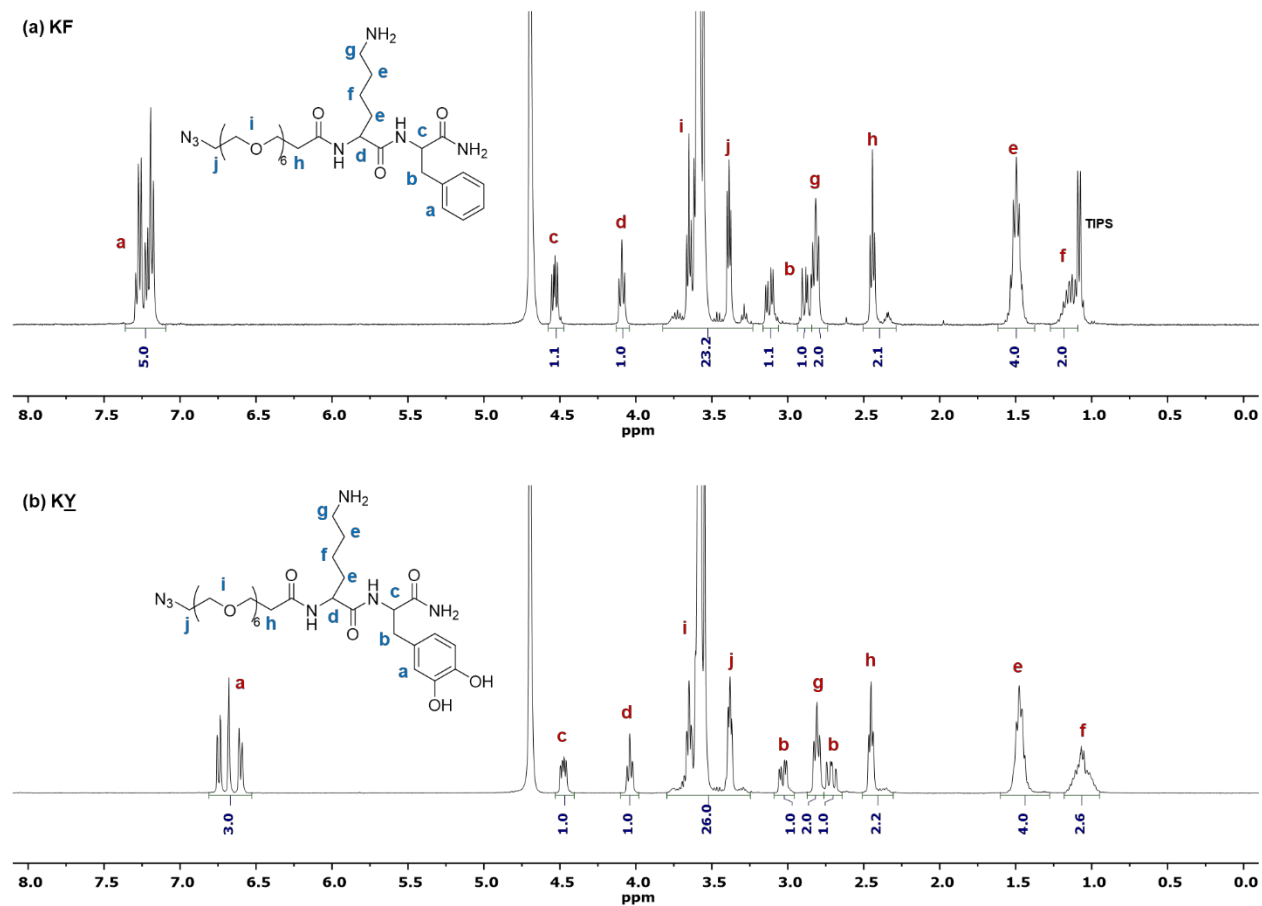 (a) KF
NH₂
g
e
f
e
N₃
i
O
6
j
h
O
N
H
d
O
H
N
c
O
NH₂
b
a
a
c
d
i
j
b
g
h
e
f
TIPS
5.0
1.1
1.0
23.2
1.1
1.0
2.0
2.1
4.0
2.0
8.0 7.5 7.0 6.5 6.0 5.5 5.0 4.5 4.0 3.5 3.0 2.5 2.0 1.5 1.0 0.5 0.0
ppm
(b) KY
NH₂
g
e
f
e
N₃
i
O
6
j
h
O
N
H
d
O
H
N
c
O
NH₂
b
a
OH
OH
a
c
d
i
j
g
b
b
h
e
f
3.0
1.0
1.0
26.0
1.0
2.0
1.0
2.2
4.0
2.6
8.0 7.5 7.0 6.5 6.0 5.5 5.0 4.5 4.0 3.5 3.0 2.5 2.0 1.5 1.0 0.5 0.0
ppm